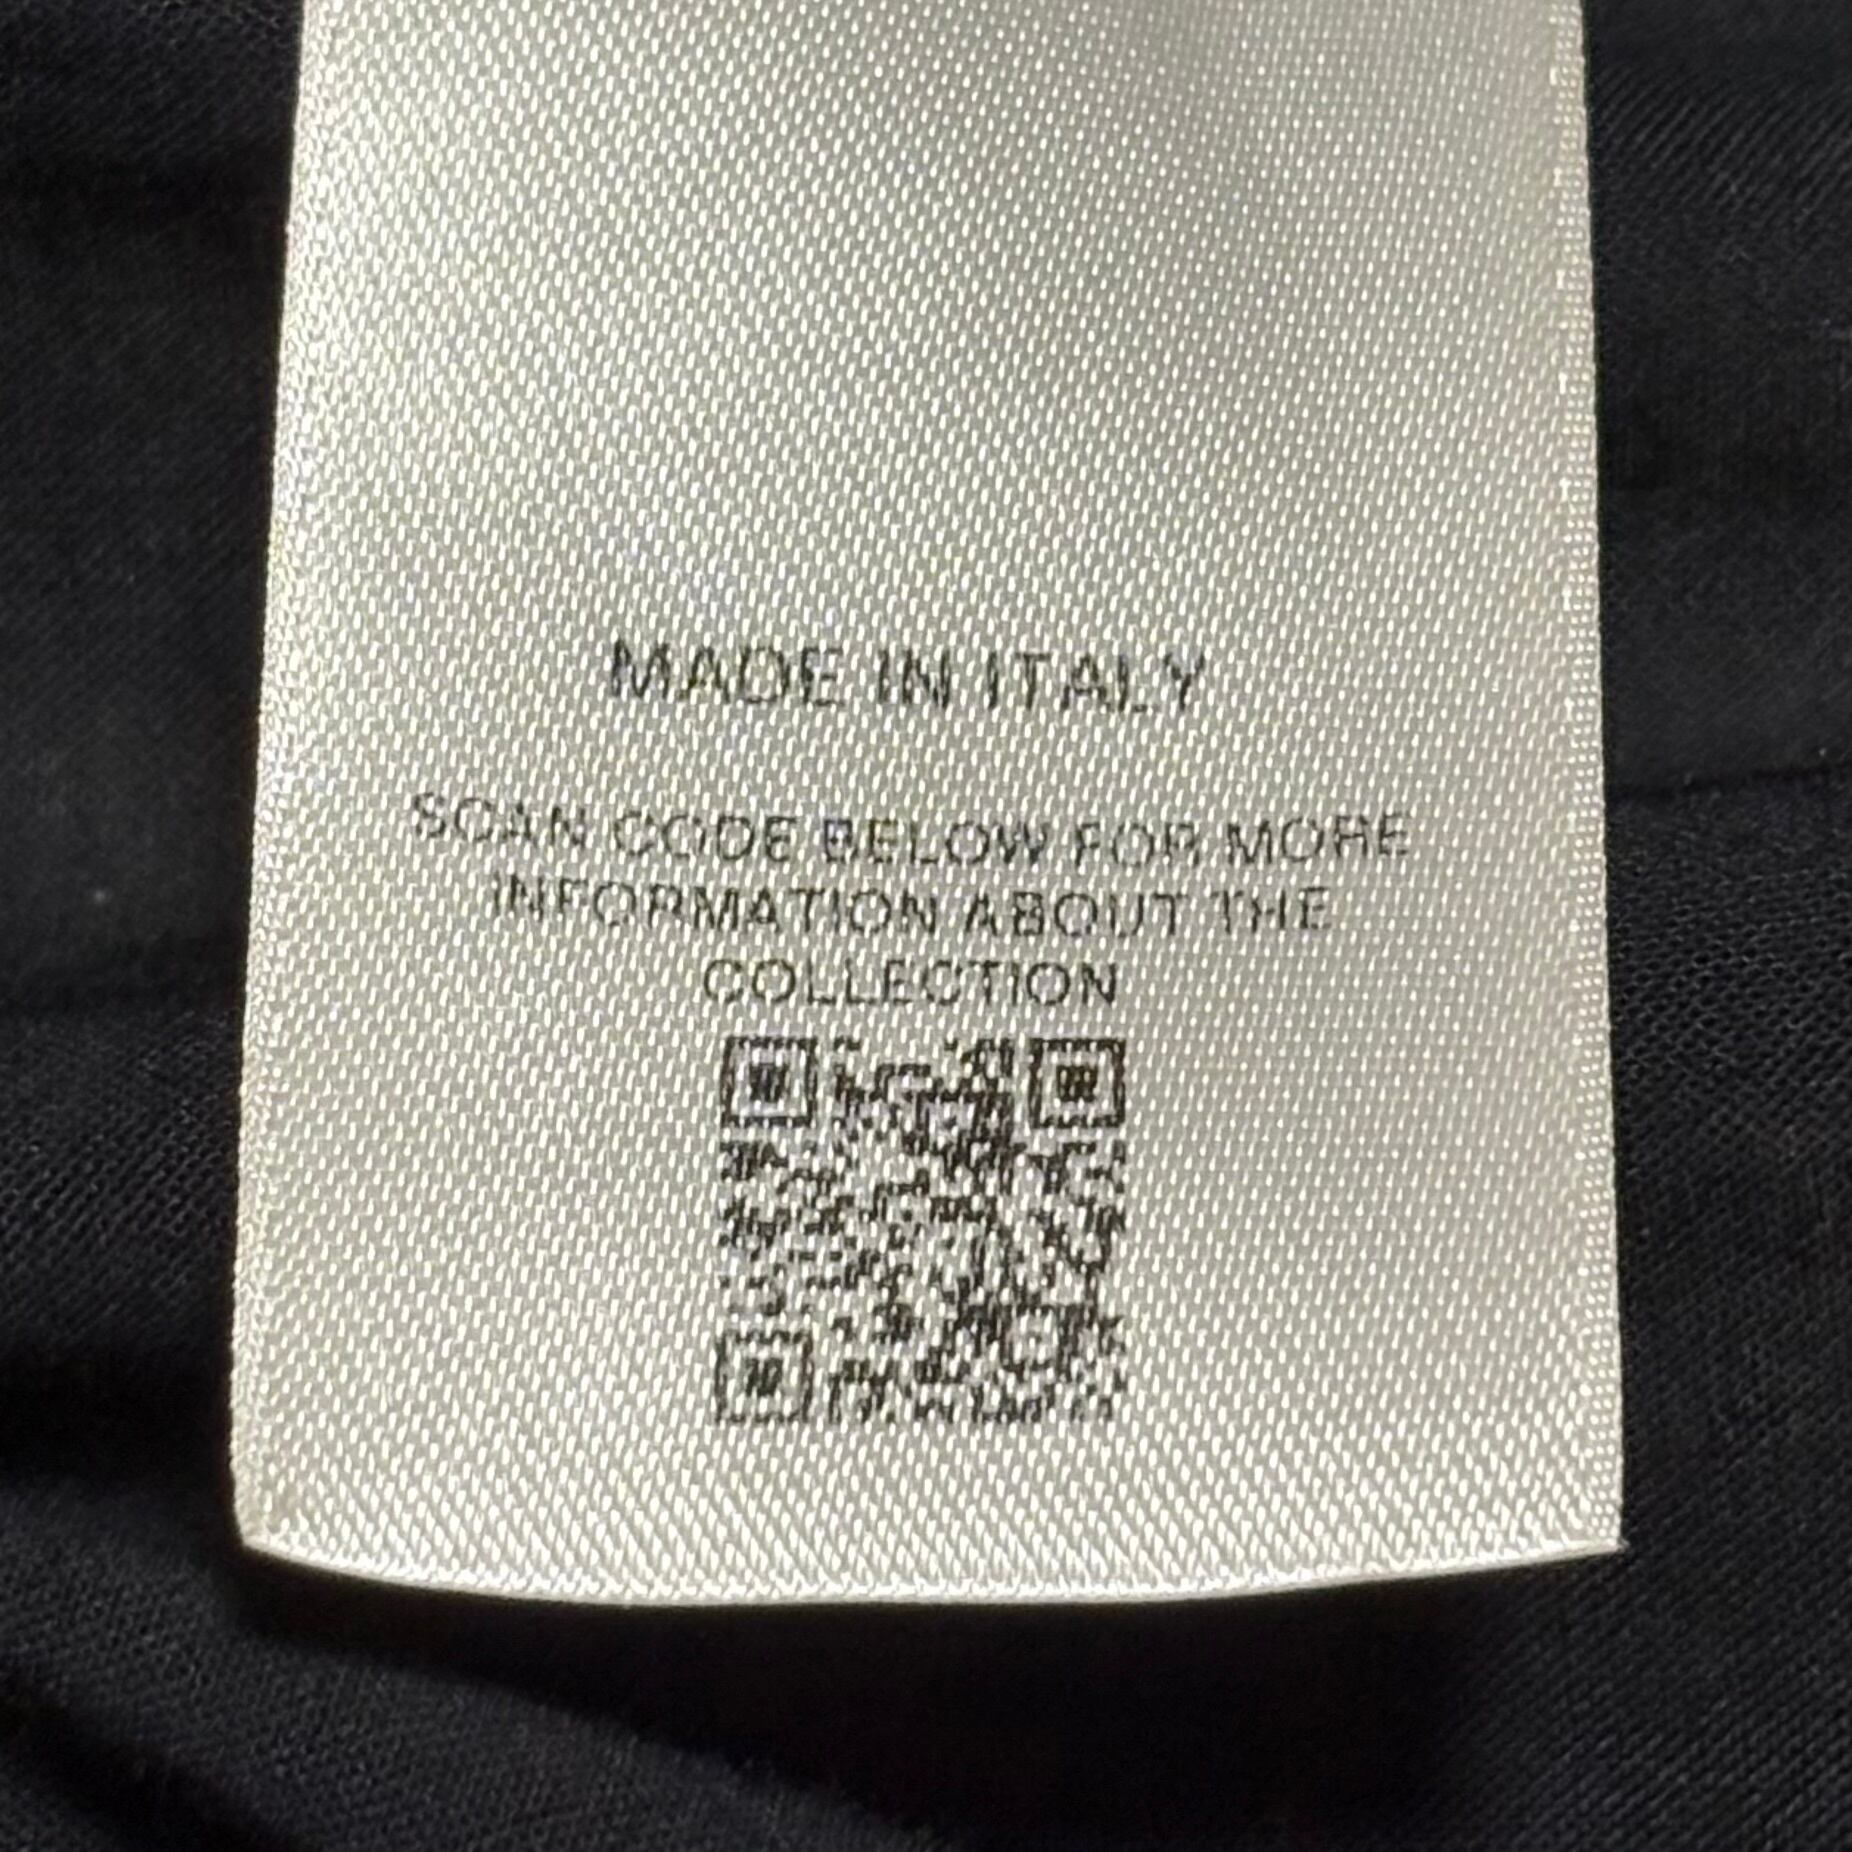 MADE IN ITALY
SCAN CODE BELOW FOR MORE
INFORMATION ABOUT THE
COLLECTION